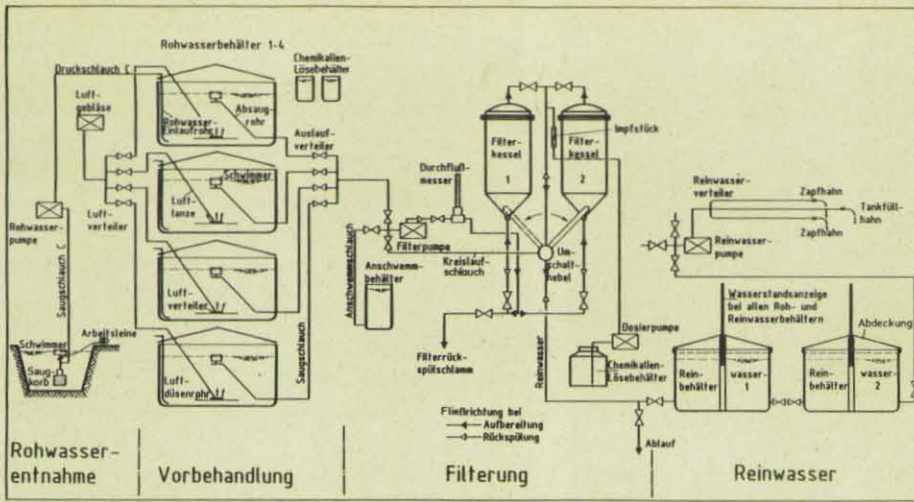 Rohwasserbehälter 1-4
Druckschlauch C
Chemikalien-
Lösebehälter
Luft-
gebläse
Rohwasser-
Einlaufrohr
Absaug-
rohr
Auslauf-
verteiler
Schwimmer
Luft-
lanze
Rohwasser-
pumpe
Luft-
verteiler
Saugschlauch C
Luft-
verteiler
Luft-
düsenrohr
Saugschlauch
Schwimmer
Arbeitsleine
Saug-
korb
Durchfluß-
messer
Filter-
kessel
1
Filter-
kessel
2
Impfstück
Anschwemmschlauch
Filterpumpe
Anschwemm-
behälter
Kreislauf-
schlauch
Um-
schalt-
hebel
Filterrück-
spülschlamm
Reinwasser
Dosierpumpe
Chemikalien-
Lösebehälter
Fließrichtung bei
Aufbereitung
Rückspülung
Reinwasser-
verteiler
Zapfhahn
Tankfüll-
hahn
Zapfhahn
Reinwasser-
pumpe
Wasserstandsanzeige
bei allen Roh- und
Reinwasserbehältern
Abdeckung
Rein- wasser-
behälter 1
Rein- wasser-
behälter 2
Ablauf
Rohwasser-
entnahme
Vorbehandlung
Filterung
Reinwasser